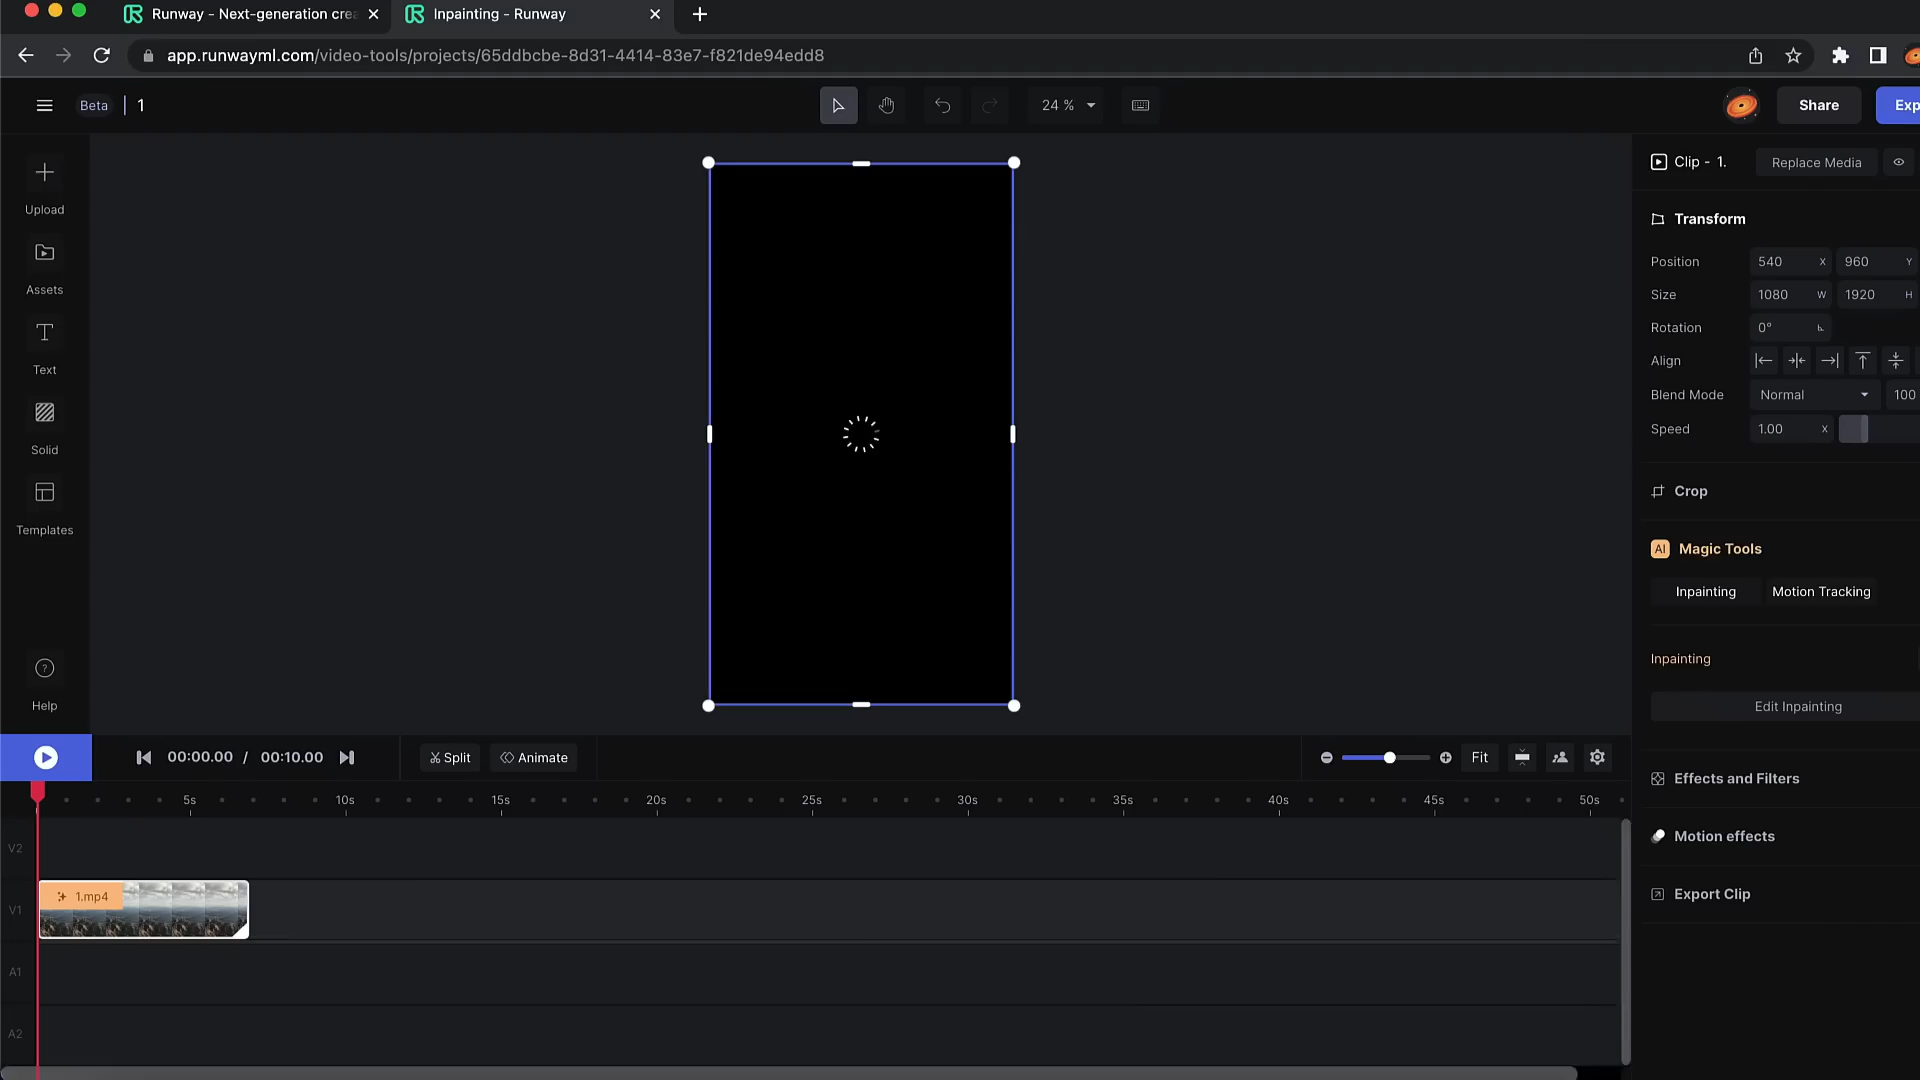 Runway - Next-generation crea
Inpainting - Runway
app.runwayml.com/video-tools/projects/65ddbcbe-8d31-4414-83e7-f821de94edd8
Beta 1
24 %
Share
Exp
Upload
Assets
Text
Solid
Templates
Help
Clip - 1.
Replace Media
Transform
Position 540 X 960 Y
Size 1080 W 1920 H
Rotation 0°
Align
Blend Mode Normal 100
Speed 1.00 X
Crop
AI Magic Tools
Inpainting Motion Tracking
Inpainting
Edit Inpainting
Effects and Filters
Motion effects
Export Clip
00:00.00 / 00:10.00
Split
Animate
Fit
5s 10s 15s 20s 25s 30s 35s 40s 45s 50s
V2
V1
1.mp4
A1
A2